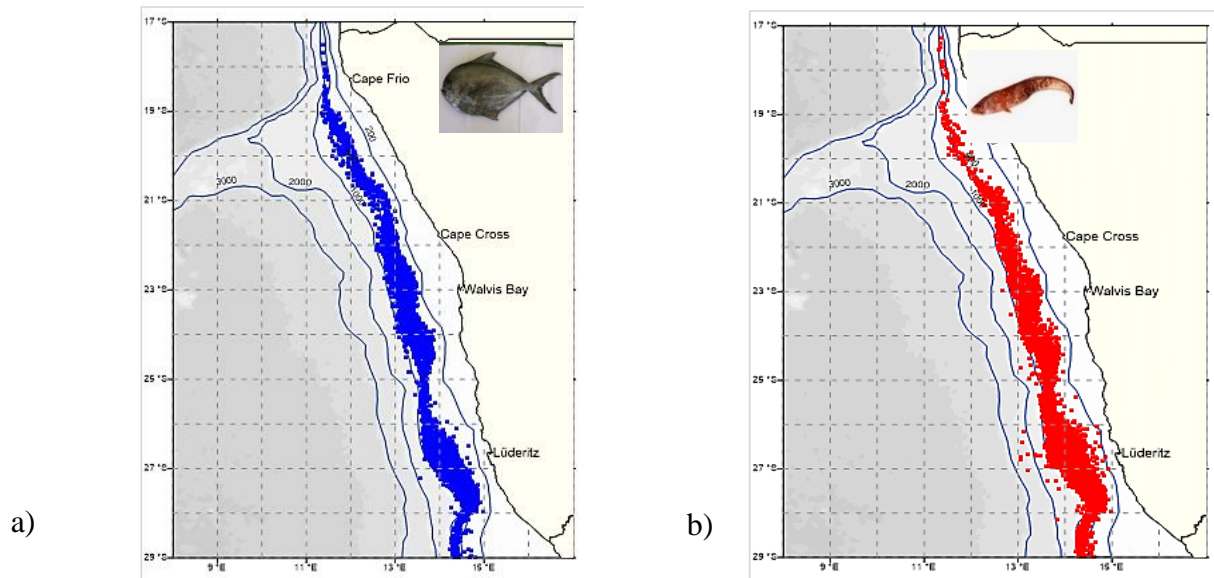 17°S
Cape Frio
19°S
200
3000
2000
1000
21°S
Cape Cross
23°S
Walvis Bay
25°S
Lüderitz
27°S
a)
29°S
9°E
11°E
13°E
15°E
17°S
19°S
3000
2000
1000
21°S
Cape Cross
23°S
Walvis Bay
25°S
Lüderitz
27°S
b)
29°S
9°E
11°E
13°E
15°E